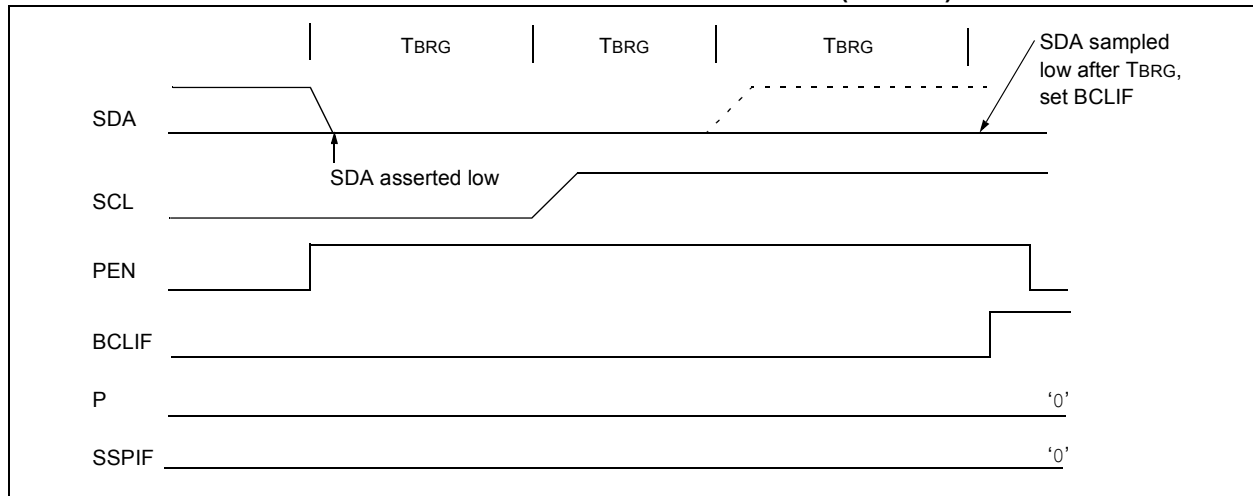 TBRG TBRG TBRG
SDA sampled
low after TBRG,
set BCLIF
SDA
SDA asserted low
SCL
PEN
BCLIF
P '0'
SSPIF '0'